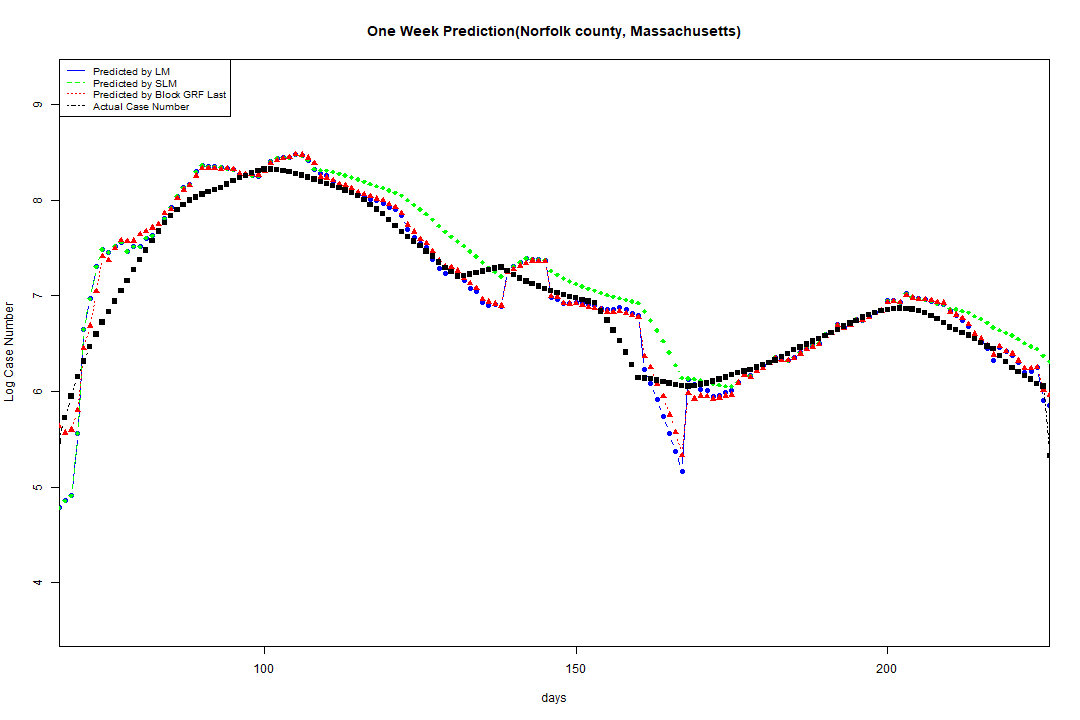 One Week Prediction(Norfolk county, Massachusetts)
Predicted by LM
Predicted by SLM
Predicted by Block GRF Last
Actual Case Number
9
8
7
6
5
4
Log Case Number
100 150 200
days